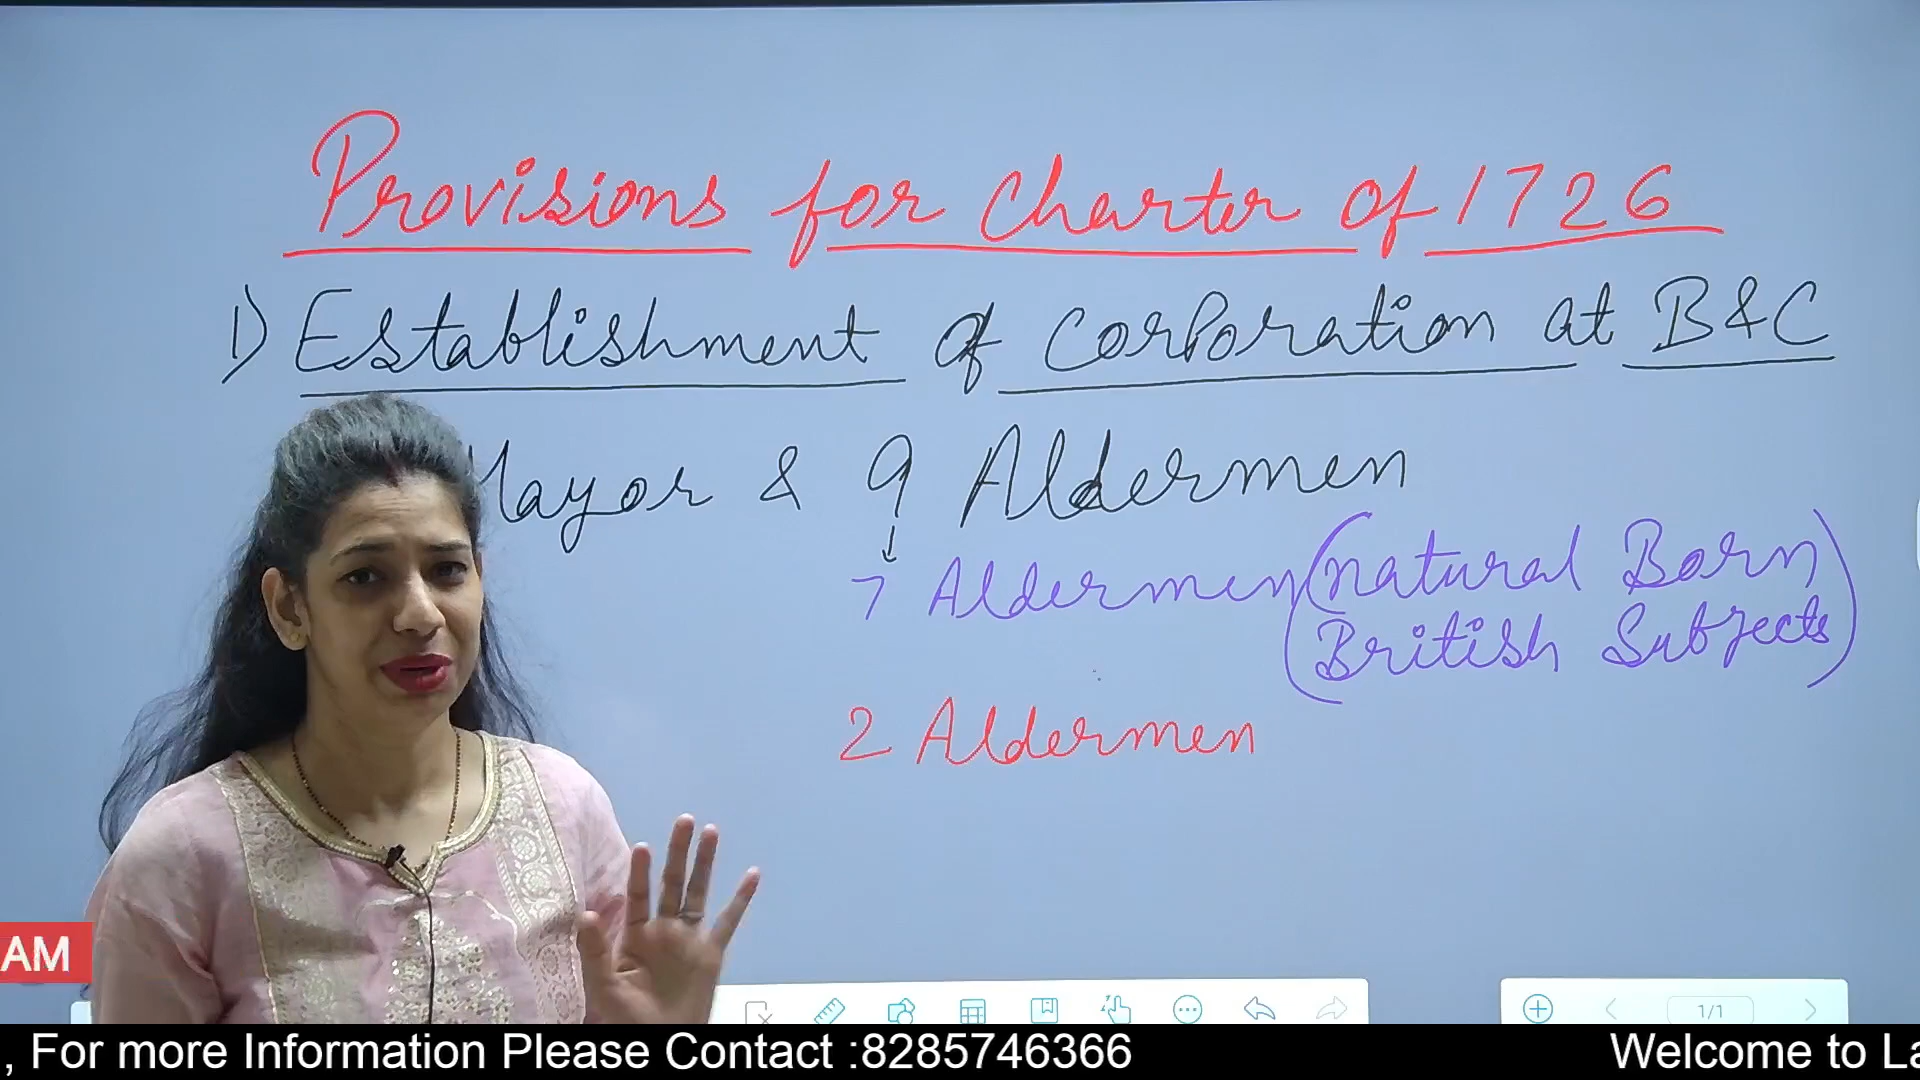 Provisions for Charter of 1726
1) Establishment of Corporation at B & C
Mayor & 9 Aldermen
7 Aldermen (natural Born
British Subjects)
2 Aldermen
AM
1/1
, For more Information Please Contact :8285746366
Welcome to La